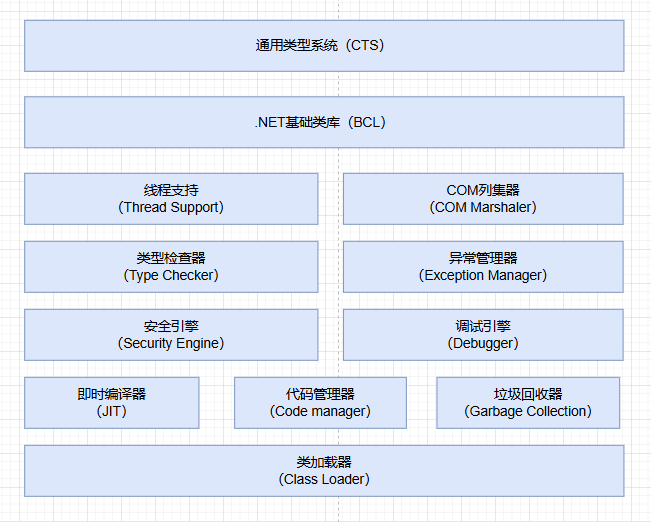 通用类型系统（CTS）
.NET基础类库（BCL）
线程支持
（Thread Support）
COM列集器
（COM Marshaler）
类型检查器
（Type Checker）
异常管理器
（Exception Manager）
安全引擎
（Security Engine）
调试引擎
（Debugger）
即时编译器
（JIT）
代码管理器
（Code manager）
垃圾回收器
（Garbage Collection）
类加载器
（Class Loader）